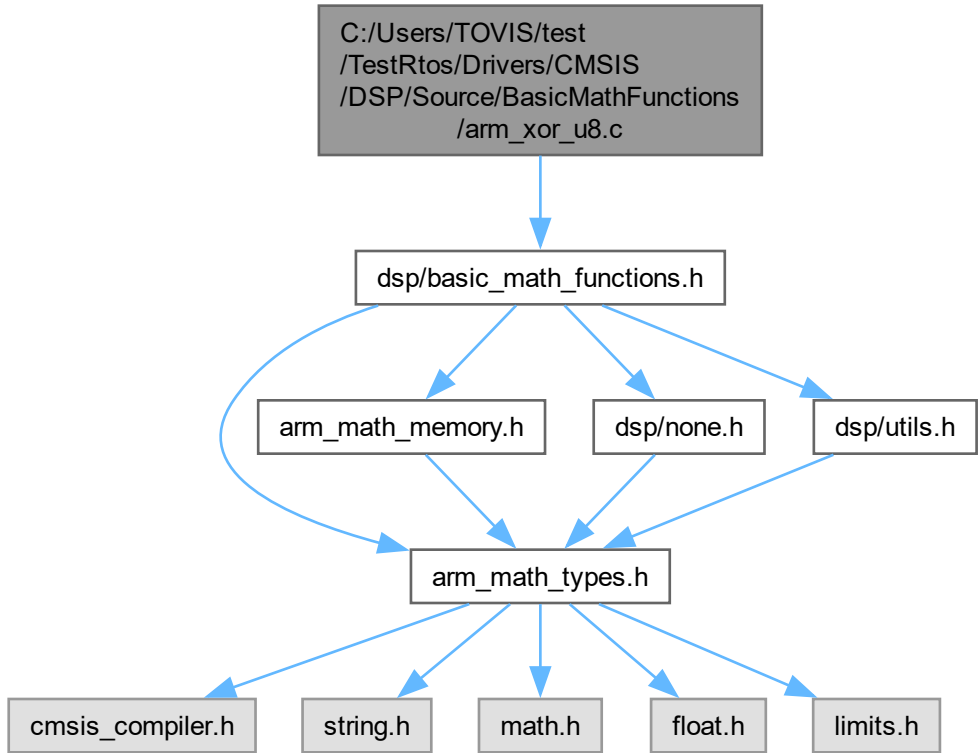 C:/Users/TOVIS/test
/TestRtos/Drivers/CMSIS
/DSP/Source/BasicMathFunctions
/arm_xor_u8.c
dsp/basic_math_functions.h
arm_math_memory.h
dsp/none.h
dsp/utils.h
arm_math_types.h
cmsis_compiler.h
string.h
math.h
float.h
limits.h